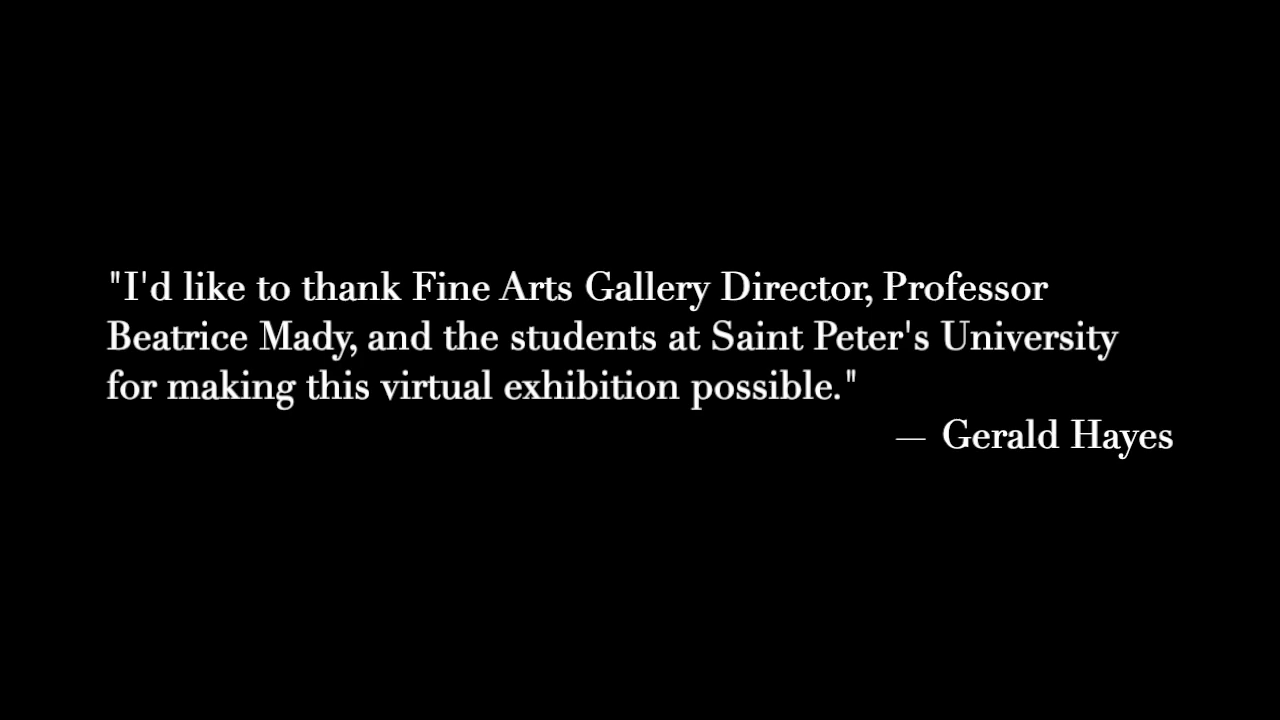 "I'd like to thank Fine Arts Gallery Director, Professor
Beatrice Mady, and the students at Saint Peter's University
for making this virtual exhibition possible."
— Gerald Hayes